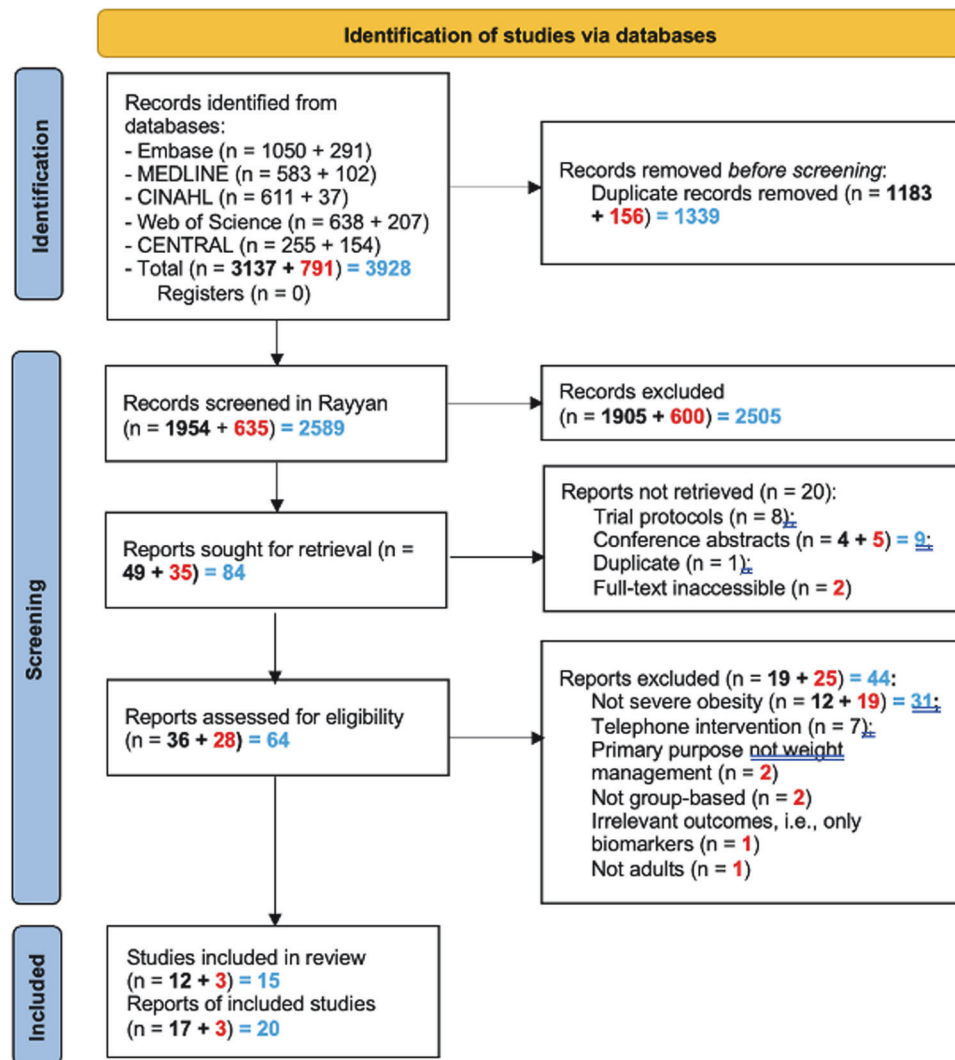 Identification of studies via databases
Identification
Records identified from
databases:
- Embase (n = 1050 + 291)
- MEDLINE (n = 583 + 102)
- CINAHL (n = 611 + 37)
- Web of Science (n = 638 + 207)
- CENTRAL (n = 255 + 154)
- Total (n = 3137 + 791) = 3928
Registers (n = 0)
Records removed before screening:
Duplicate records removed (n = 1183
+ 156) = 1339
Screening
Records screened in Rayyan
(n = 1954 + 635) = 2589
Records excluded
(n = 1905 + 600) = 2505
Reports sought for retrieval (n =
49 + 35) = 84
Reports not retrieved (n = 20):
Trial protocols (n = 8);
Conference abstracts (n = 4 + 5) = 9;
Duplicate (n = 1);
Full-text inaccessible (n = 2)
Reports assessed for eligibility
(n = 36 + 28) = 64
Reports excluded (n = 19 + 25) = 44:
Not severe obesity (n = 12 + 19) = 31;
Telephone intervention (n = 7);
Primary purpose not weight
management (n = 2)
Not group-based (n = 2)
Irrelevant outcomes, i.e., only
biomarkers (n = 1)
Not adults (n = 1)
Included
Studies included in review
(n = 12 + 3) = 15
Reports of included studies
(n = 17 + 3) = 20